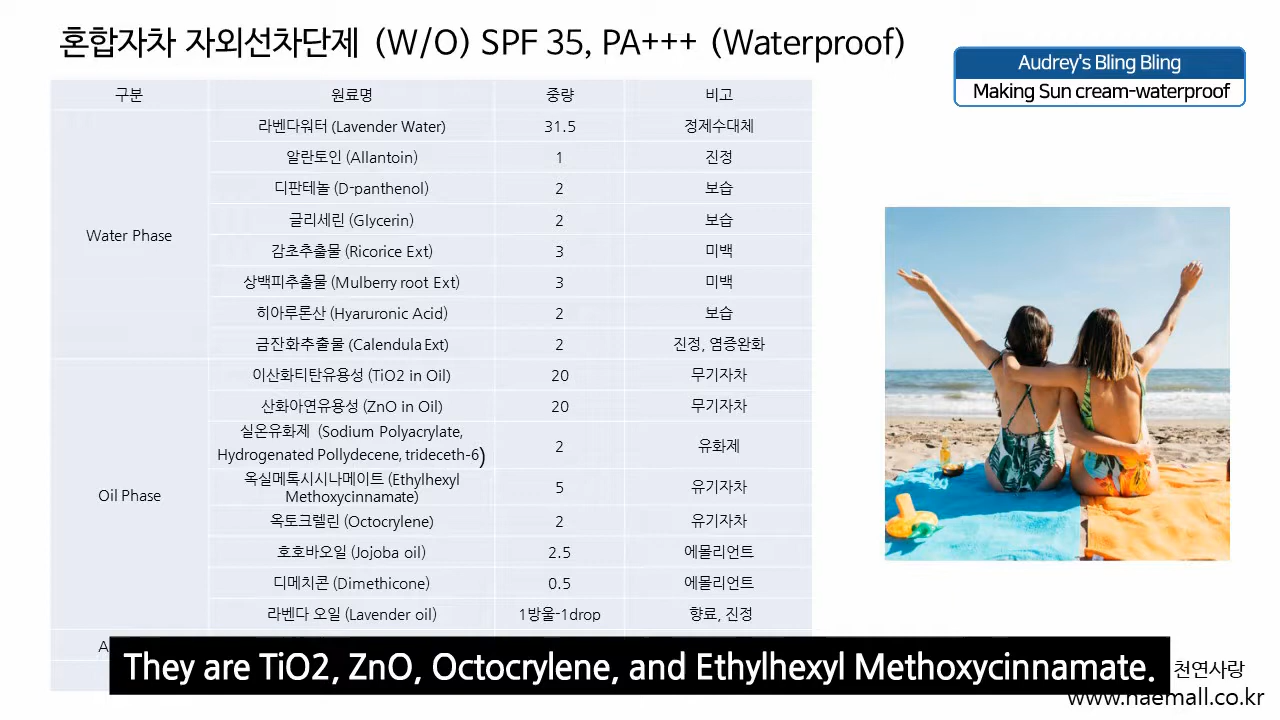 혼합자차 자외선차단제 (W/O) SPF 35, PA+++ (Waterproof)
Audrey's Bling Bling
Making Sun cream-waterproof
구분 원료명 중량 비고
Water Phase
라벤다워터 (Lavender Water) 31.5 정제수대체
알란토인 (Allantoin) 1 진정
디판테놀 (D-panthenol) 2 보습
글리세린 (Glycerin) 2 보습
감초추출물 (Ricorice Ext) 3 미백
상백피추출물 (Mulberry root Ext) 3 미백
히아루론산 (Hyaruronic Acid) 2 보습
금잔화추출물 (Calendula Ext) 2 진정, 염증완화
Oil Phase
이산화티탄유용성 (TiO2 in Oil) 20 무기자차
산화아연유용성 (ZnO in Oil) 20 무기자차
실온유화제 (Sodium Polyacrylate,
Hydrogenated Pollydecene, trideceth-6) 2 유화제
옥실메톡시시나메이트 (Ethylhexyl
Methoxycinnamate) 5 유기자차
옥토크렐린 (Octocrylene) 2 유기자차
호호바오일 (Jojoba oil) 2.5 에몰리언트
디메치콘 (Dimethicone) 0.5 에몰리언트
라벤다 오일 (Lavender oil) 1방울-1drop 향료, 진정
They are TiO2, ZnO, Octocrylene, and Ethylhexyl Methoxycinnamate.
천연사랑
www.naemall.co.kr